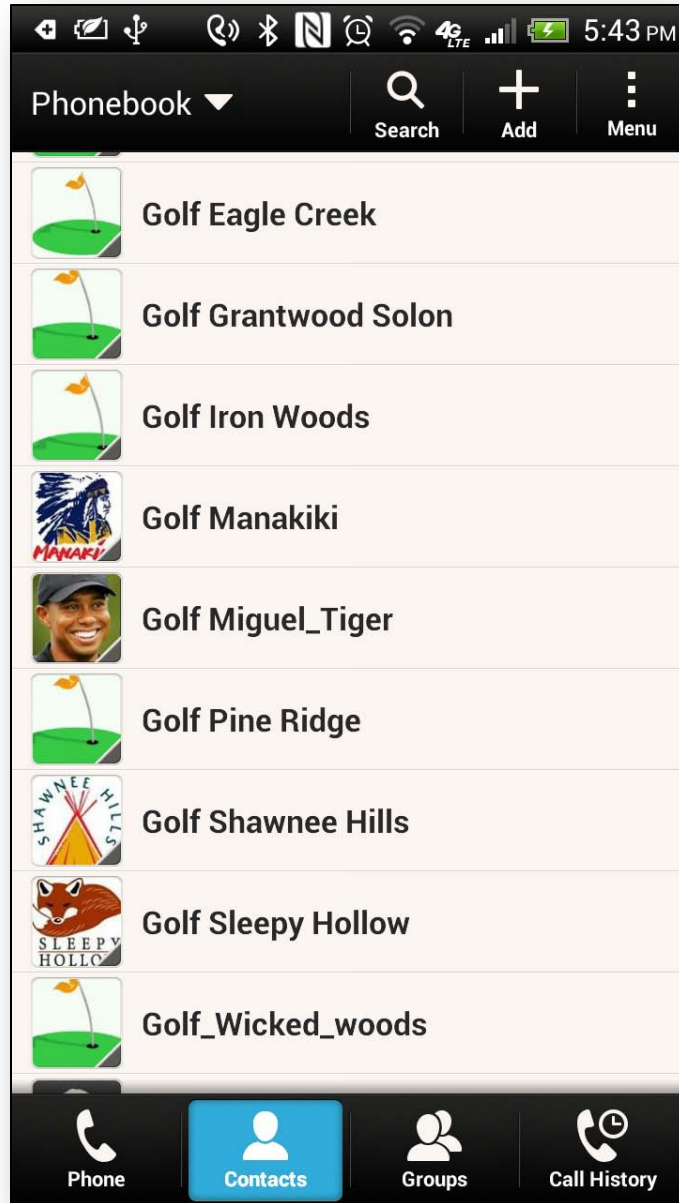 4G LTE 5:43 PM
Phonebook
Search Add Menu
Golf Eagle Creek
Golf Grantwood Solon
Golf Iron Woods
MANAKI
Golf Manakiki
Golf Miguel_Tiger
Golf Pine Ridge
SHAWNEE HILLS
Golf Shawnee Hills
SLEEPY
HOLLO
Golf Sleepy Hollow
Golf_Wicked_woods
Phone Contacts Groups Call History